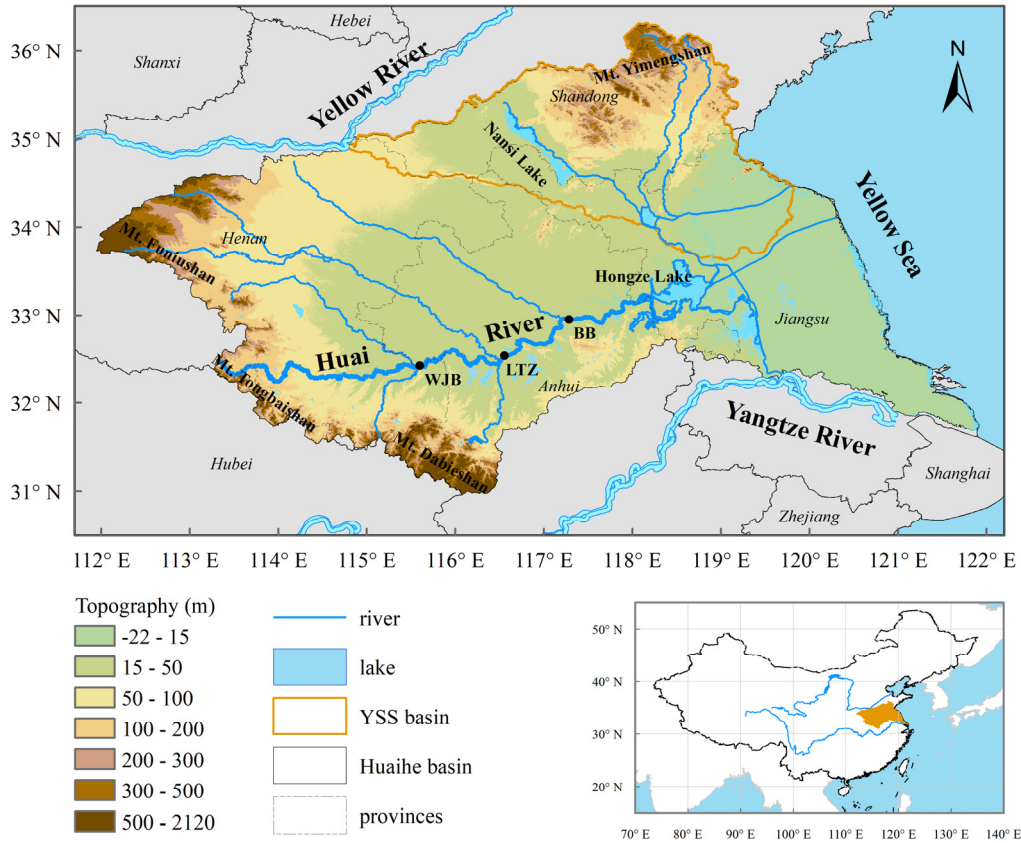 36° N
35° N
34° N
33° N
32° N
31° N
Hebei
Shanxi
Yellow River
Mt. Yimengshan
Shandong
N
Nansi Lake
Yellow Sea
Henan
Mt. Funiushan
Hongze Lake
Jiangsu
Huai
River
BB
WJB
LTZ
Anhui
Mt. Tongbaishan
Mt. Dabieshan
Hubei
Yangtze River
Shanghai
Zhejiang
112° E
113° E
114° E
115° E
116° E
117° E
118° E
119° E
120° E
121° E
122° E
Topography (m)
-22 - 15
15 - 50
50 - 100
100 - 200
200 - 300
300 - 500
500 - 2120
river
lake
YSS basin
Huaihe basin
provinces
50° N
40° N
30° N
20° N
70° E
80° E
90° E
100° E
110° E
120° E
130° E
140° E